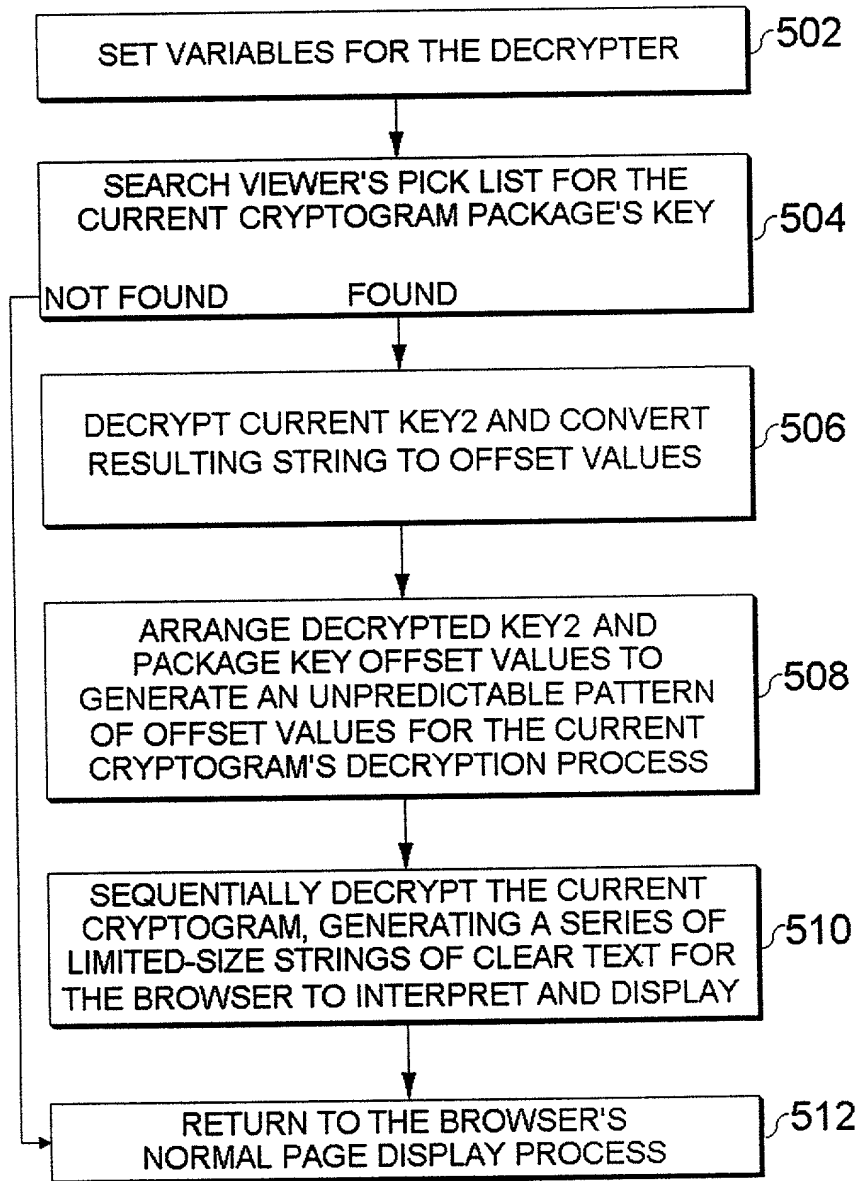 SET VARIABLES FOR THE DECRYPTER
502
SEARCH VIEWER'S PICK LIST FOR THE
CURRENT CRYPTOGRAM PACKAGE'S KEY
504
NOT FOUND FOUND
DECRYPT CURRENT KEY2 AND CONVERT
RESULTING STRING TO OFFSET VALUES
506
ARRANGE DECRYPTED KEY2 AND
PACKAGE KEY OFFSET VALUES TO
GENERATE AN UNPREDICTABLE PATTERN
OF OFFSET VALUES FOR THE CURRENT
CRYPTOGRAM'S DECRYPTION PROCESS
508
SEQUENTIALLY DECRYPT THE CURRENT
CRYPTOGRAM, GENERATING A SERIES OF
LIMITED-SIZE STRINGS OF CLEAR TEXT FOR
THE BROWSER TO INTERPRET AND DISPLAY
510
RETURN TO THE BROWSER'S
NORMAL PAGE DISPLAY PROCESS
512